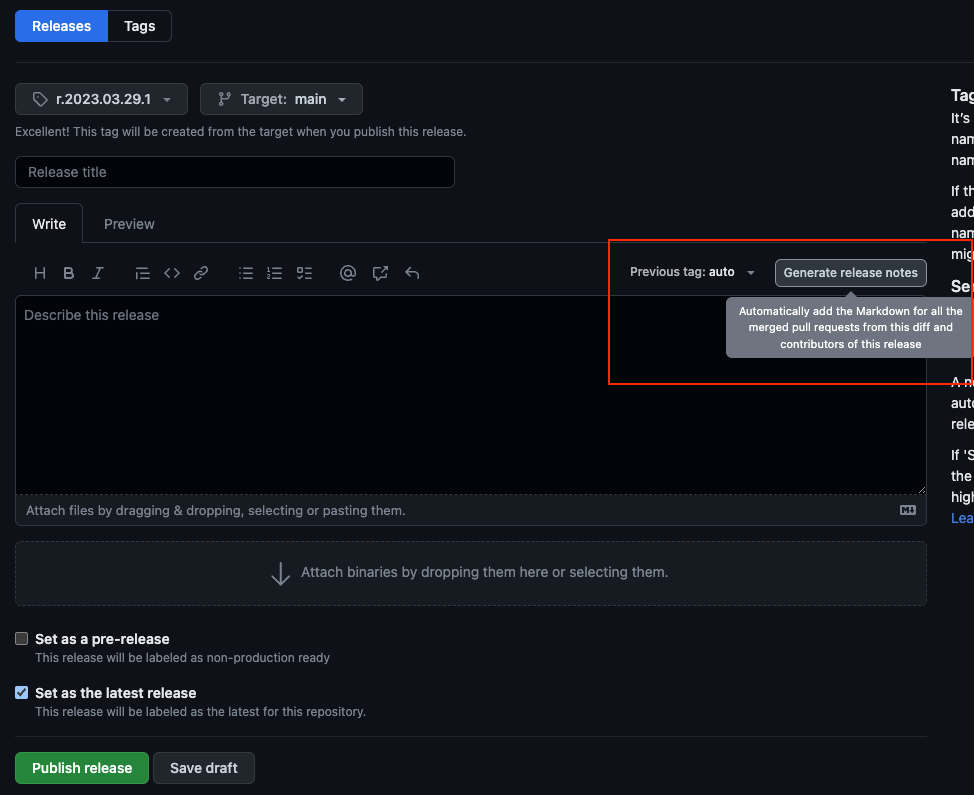 Releases Tags
r.2023.03.29.1 Target: main
Excellent! This tag will be created from the target when you publish this release.
Release title
Write Preview
H B I
Previous tag: auto Generate release notes
Automatically add the Markdown for all the
merged pull requests from this diff and
contributors of this release
Describe this release
Attach files by dragging & dropping, selecting or pasting them.
Attach binaries by dropping them here or selecting them.
Set as a pre-release
This release will be labeled as non-production ready
Set as the latest release
This release will be labeled as the latest for this repository.
Publish release Save draft
Tag
It's
nam
nam
If th
add
nam
mig
Se
A n
auto
rele
If 'S
the
high
Lea